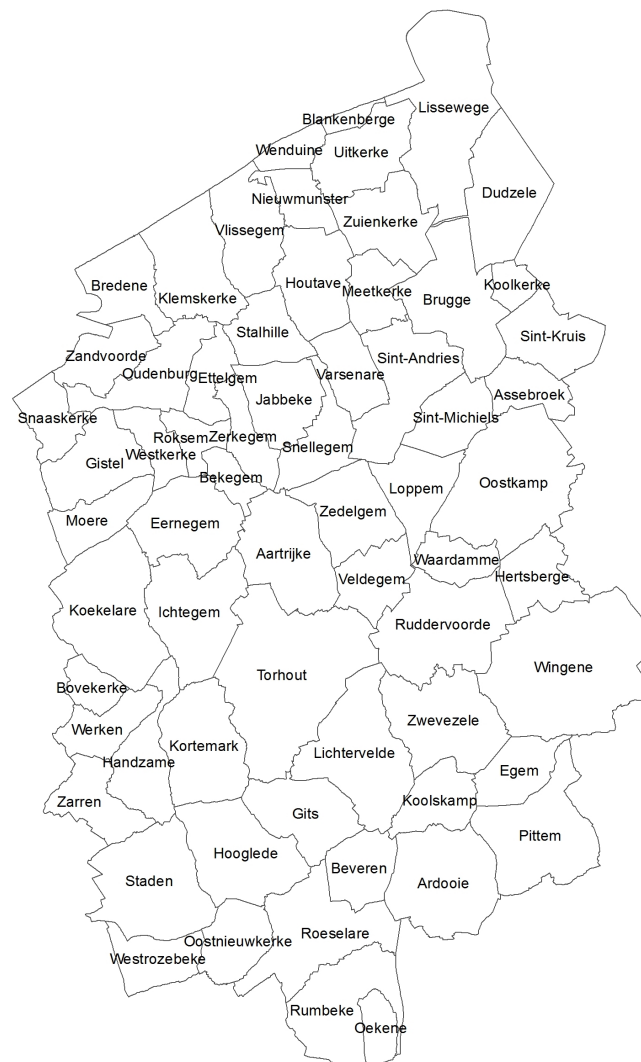 Lissewege
Blankenberge
Wenduine
Uitkerke
Dudzele
Nieuwmunster
Zuienkerke
Vlissegem
Bredene
Klemskerke
Houtave
Meetkerke
Brugge
Koolkerke
Stalhille
Sint-Kruis
Zandvoorde
Oudenburg
Ettelgem
Varsenare
Sint-Andries
Jabbeke
Assebroek
Snaaskerke
Sint-Michiels
Roksem
Zerkegem
Snellegem
Gistel
Westkerke
Bekegem
Loppem
Oostkamp
Moere
Eernegem
Zedelgem
Aartrijke
Waardamme
Veldegem
Hertsberge
Koekelare
Ichtegem
Ruddervoorde
Torhout
Wingene
Bovekerke
Zwevezele
Werken
Kortemark
Lichtervelde
Handzame
Egem
Zarren
Koolskamp
Gits
Pittem
Hooglede
Beveren
Staden
Ardooie
Roeselare
Oostnieuwkerke
Westrozebeke
Rumbeke
Oekene